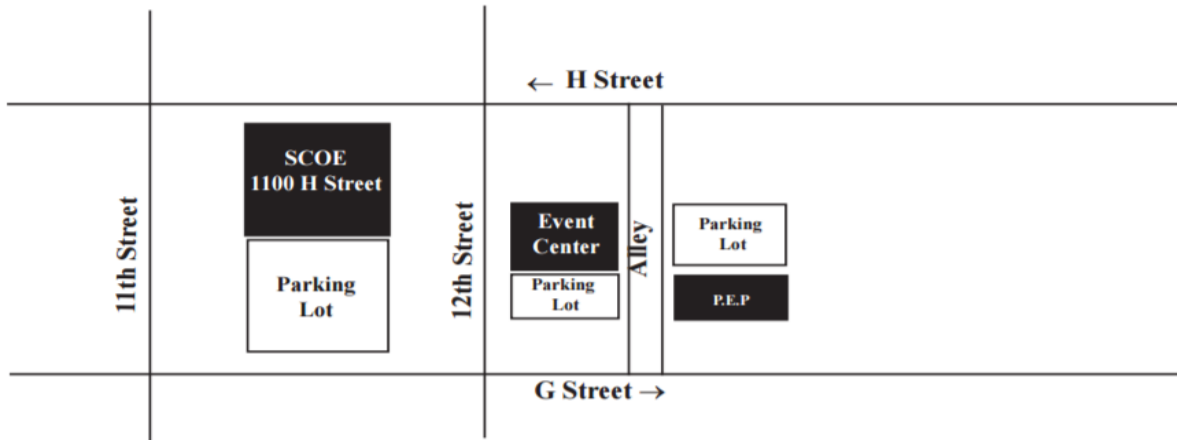 ← H Street
SCOE
1100 H Street
Parking
Lot
11th Street
12th Street
Event
Center
Parking
Lot
Alley
Parking
Lot
P.E.P
G Street →